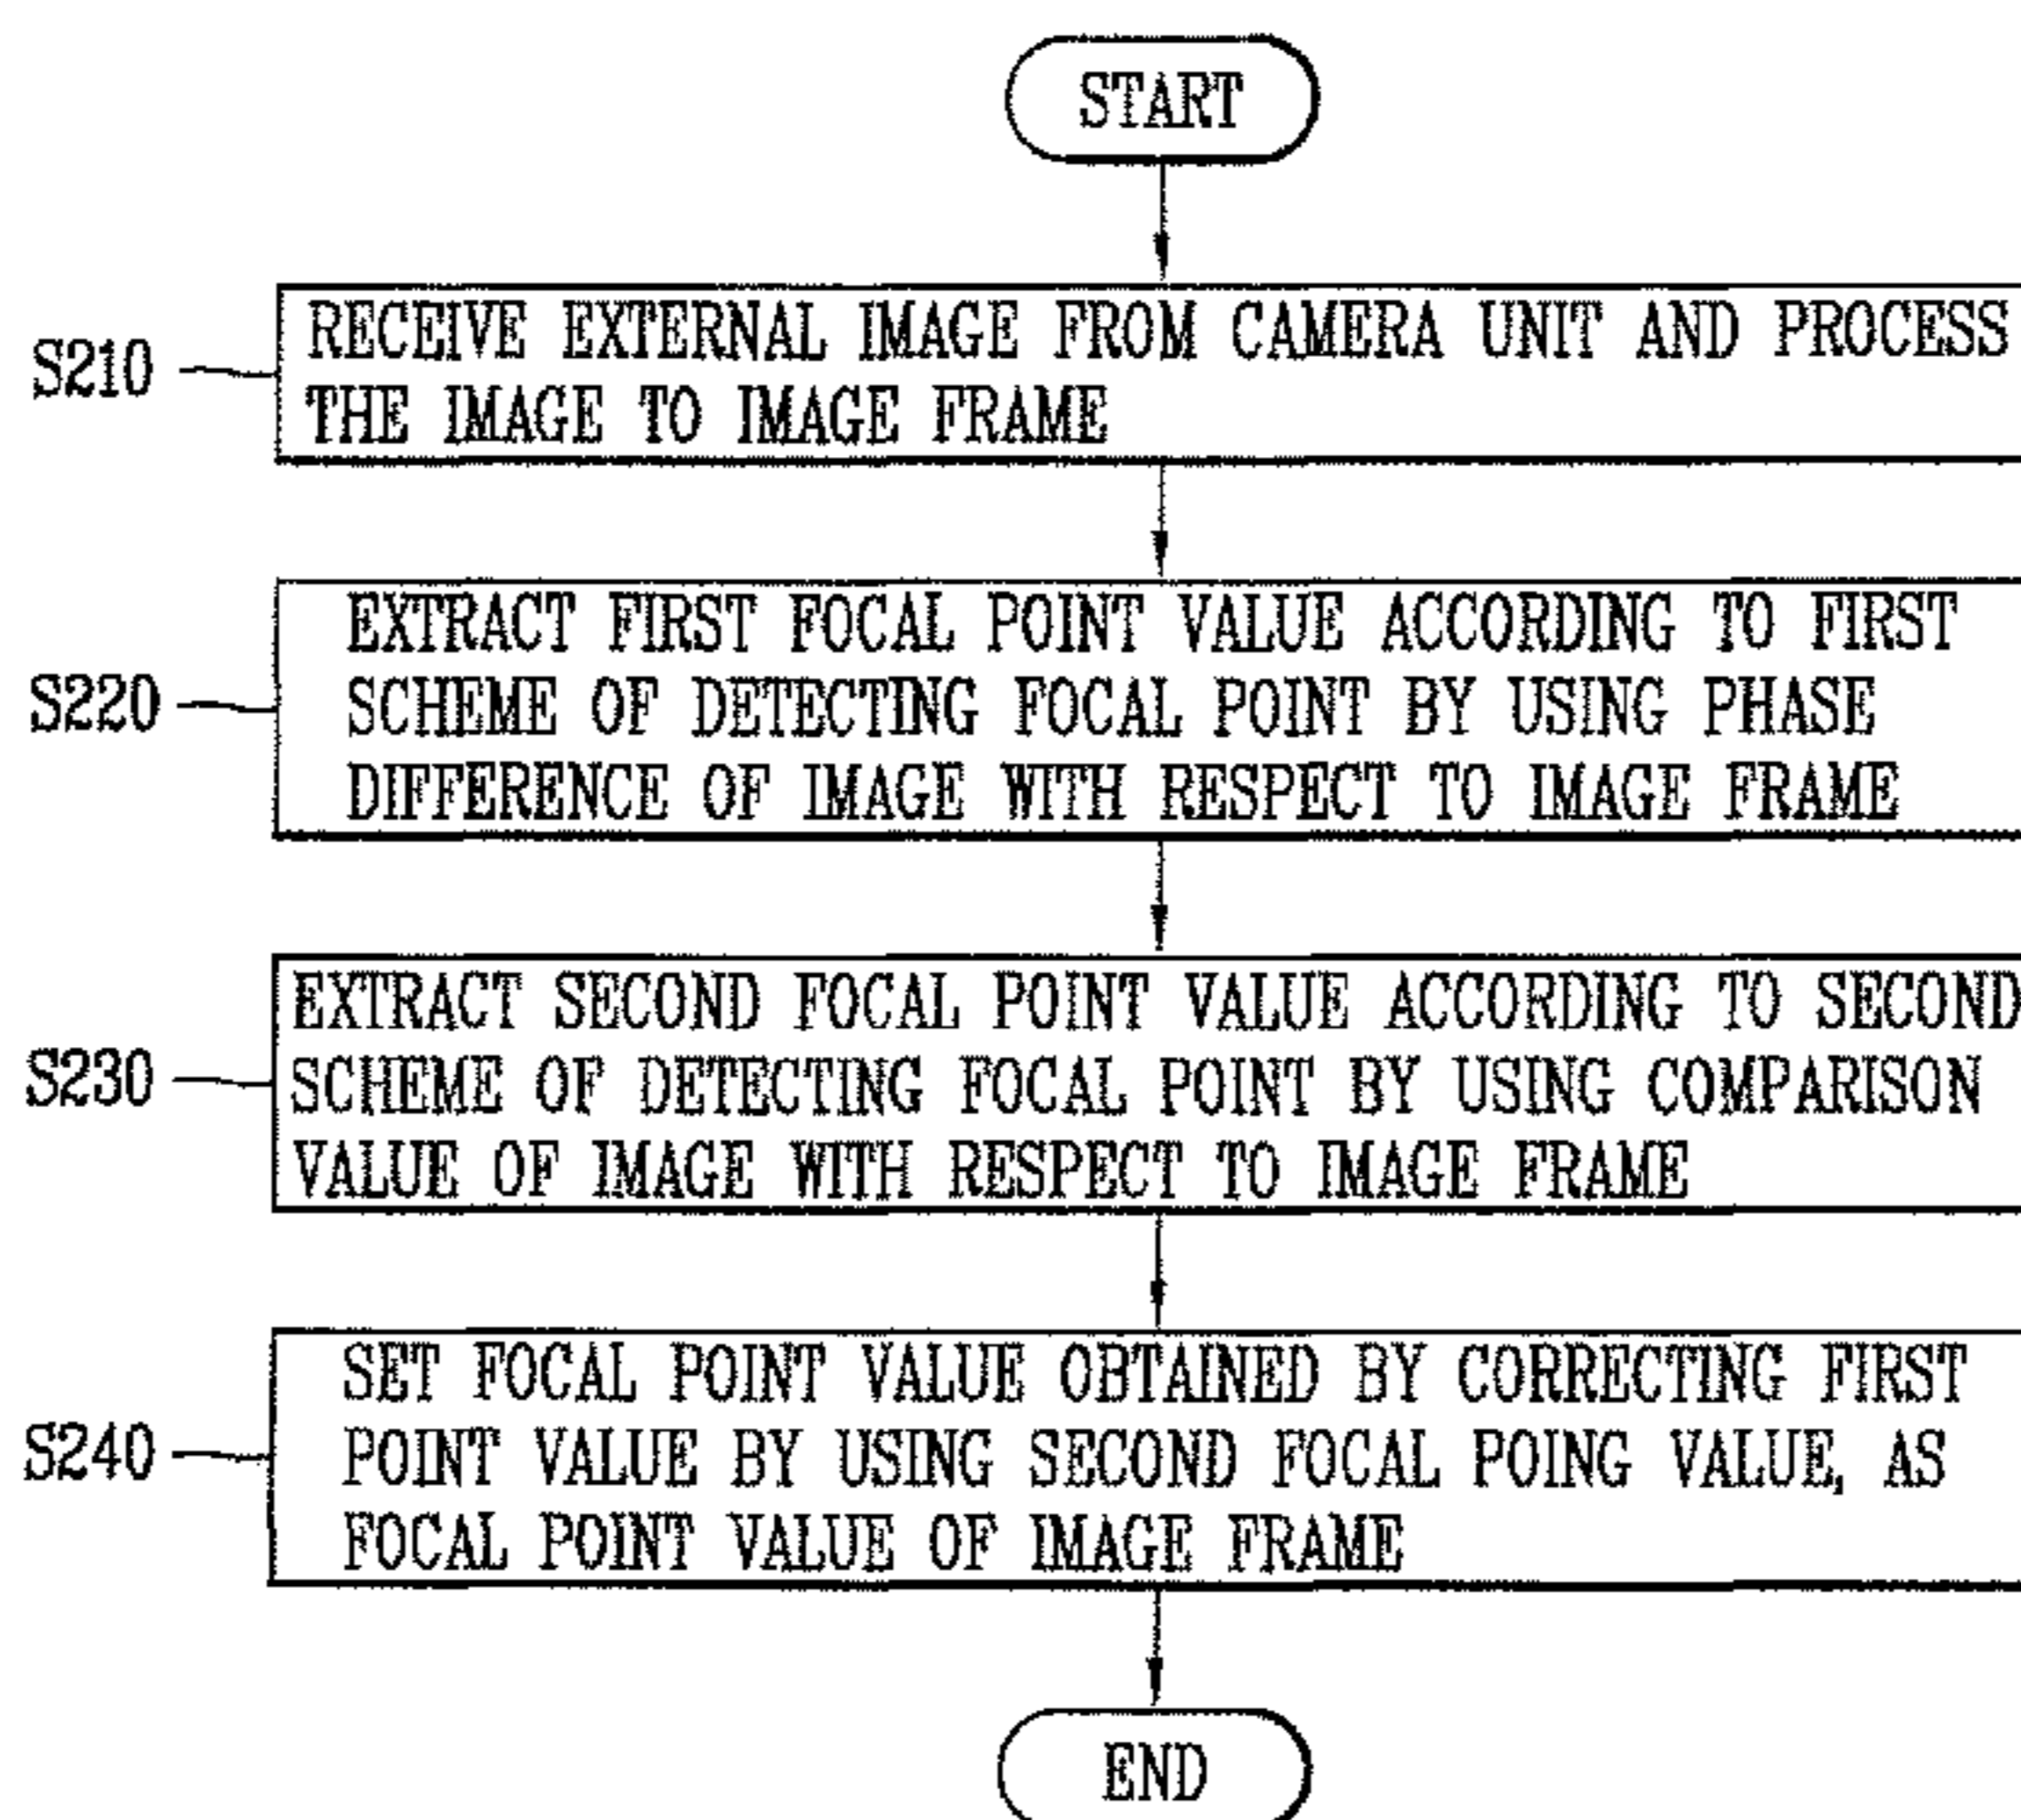 START
S210
RECEIVE EXTERNAL IMAGE FROM CAMERA UNIT AND PROCESS
THE IMAGE TO IMAGE FRAME
S220
EXTRACT FIRST FOCAL POINT VALUE ACCORDING TO FIRST
SCHEME OF DETECTING FOCAL POINT BY USING PHASE
DIFFERENCE OF IMAGE WITH RESPECT TO IMAGE FRAME
S230
EXTRACT SECOND FOCAL POINT VALUE ACCORDING TO SECOND
SCHEME OF DETECTING FOCAL POINT BY USING COMPARISON
VALUE OF IMAGE WITH RESPECT TO IMAGE FRAME
S240
SET FOCAL POINT VALUE OBTAINED BY CORRECTING FIRST
POINT VALUE BY USING SECOND FOCAL POING VALUE, AS
FOCAL POINT VALUE OF IMAGE FRAME
END